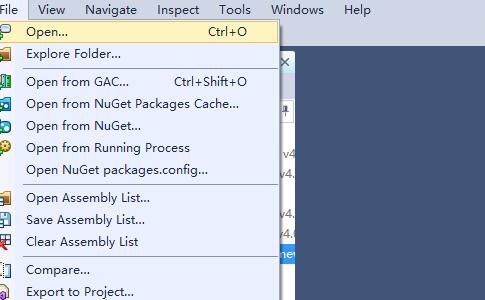 File View Navigate Inspect Tools Windows Help
Open... Ctrl+O
Explore Folder...
Open from GAC... Ctrl+Shift+O
Open from NuGet Packages Cache...
Open from NuGet...
Open from Running Process
Open NuGet packages.config...
Open Assembly List...
Save Assembly List...
Clear Assembly List
Compare...
Export to Project...